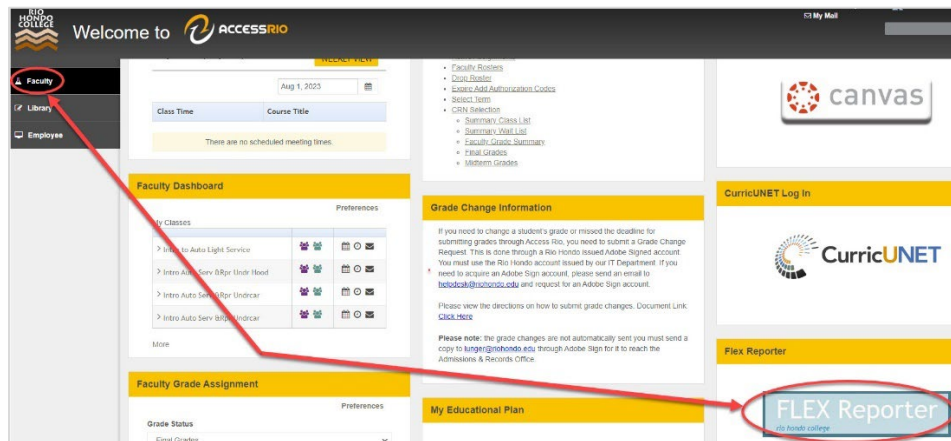 RIO
HONDO
COLLEGE
Welcome to ACCESSRIO
My Mail
Faculty
Library
Employee
Aug 1, 2023
Class Time Course Title
There are no scheduled meeting times.
Faculty Dashboard
Preferences
My Classes
> Intro to Auto Light Service
> Intro Auto Serv &Rpr Undr Hood
> Intro Auto Serv &Rpr Undrcar
> Intro Auto Serv &Rpr Undrcar
More
Faculty Grade Assignment
Preferences
Grade Status
Final Grades
Faculty Rosters
Drop Roster
Expire Add Authorization Codes
Select Term
CRN Selection
Summary Class List
Summary Wait List
Faculty Grade Summary
Final Grades
Midterm Grades
Grade Change Information
If you need to change a student's grade or missed the deadline for
submitting grades through Access Rio, you need to submit a Grade Change
Request. This is done through a Rio Hondo issued Adobe Signed account.
You must use the Rio Hondo account issued by our IT Department. If you
need to acquire an Adobe Sign account, please send an email to
helpdesk@riohondo.edu and request for an Adobe Sign account.
Please view the directions on how to submit grade changes. Document Link:
Click Here
Please note: the grade changes are not automatically sent you must send a
copy to lunger@riohondo.edu through Adobe Sign for it to reach the
Admissions & Records Office.
My Educational Plan
canvas
CurricUNET Log In
CurricUNET
Flex Reporter
FLEX Reporter
rio hondo college